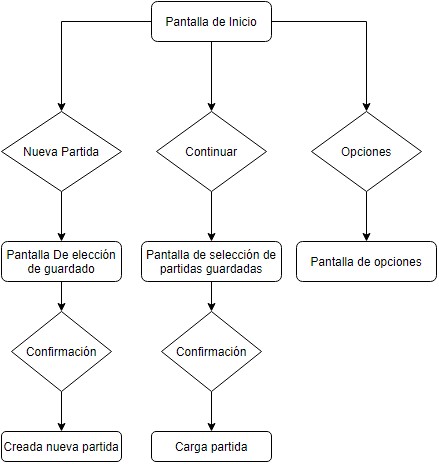 Pantalla de Inicio
Nueva Partida
Continuar
Opciones
Pantalla De elección
de guardado
Pantalla de selección de
partidas guardadas
Pantalla de opciones
Confirmación
Confirmación
Creada nueva partida
Carga partida